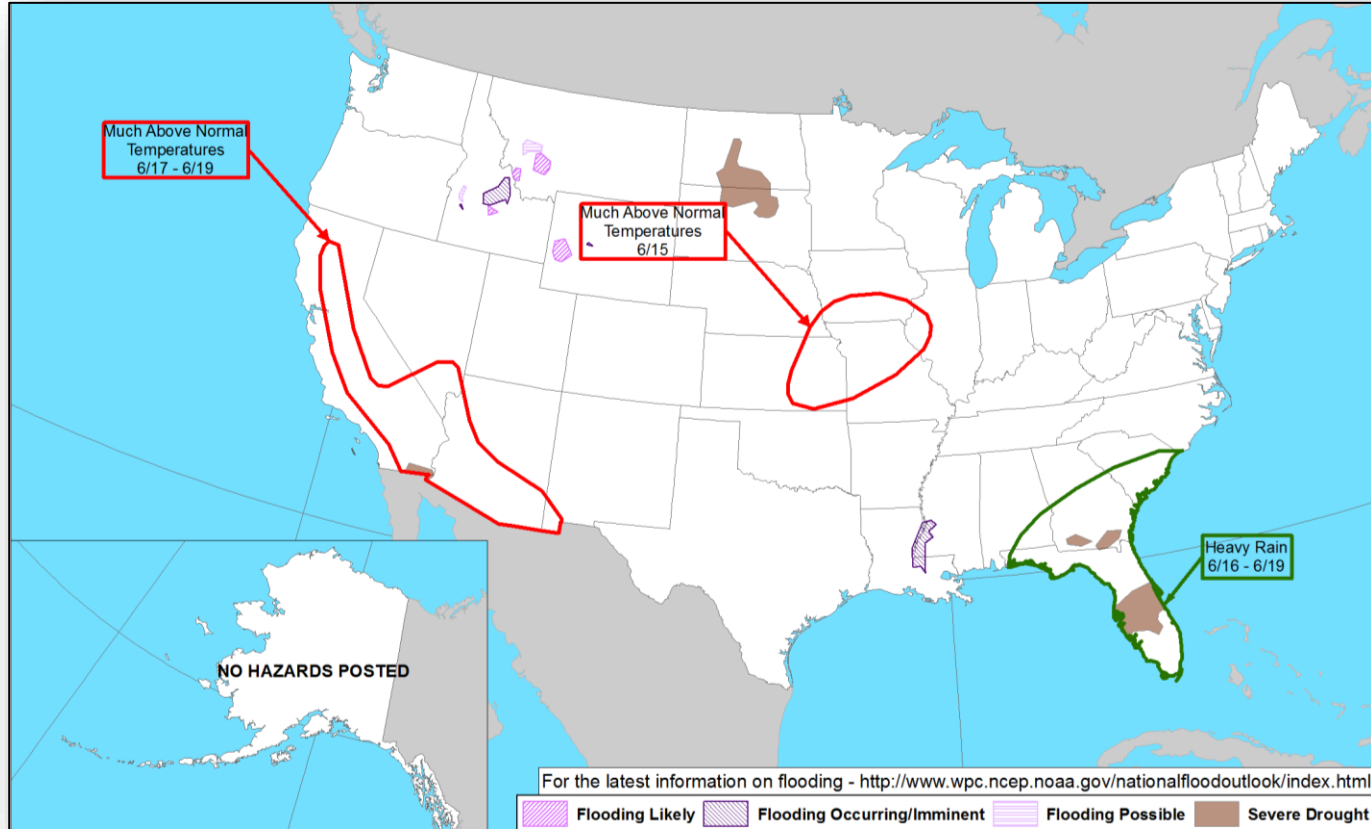 Much Above Normal
Temperatures
6/17 - 6/19
Much Above Normal
Temperatures
6/15
Heavy Rain
6/16 - 6/19
NO HAZARDS POSTED
For the latest information on flooding - http://www.wpc.ncep.noaa.gov/nationalfloodoutlook/index.html
Flooding Likely Flooding Occurring/Imminent Flooding Possible Severe Drought